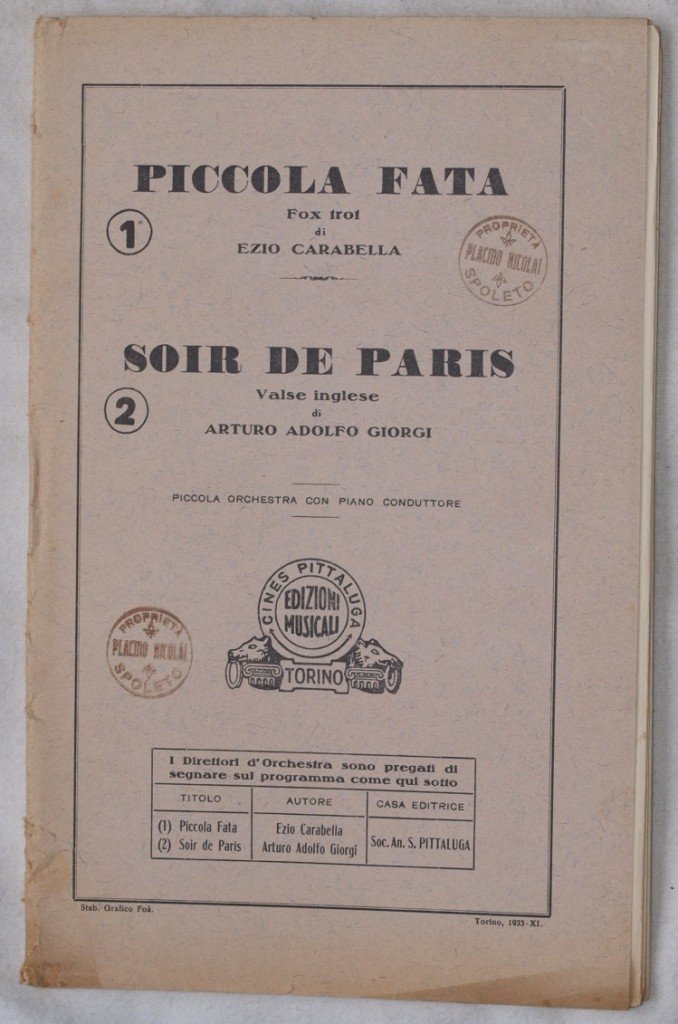 PICCOLA FATA
Fox trot
di
1
EZIO CARABELLA
PROPRIETÀ
PLACIDO NICOLAI
SPOLETO
SOIR DE PARIS
Valse inglese
2
di
ARTURO ADOLFO GIORGI
PICCOLA ORCHESTRA CON PIANO CONDUTTORE
CINES PITTALUGA
EDIZIONI
MUSICALI
TORINO
PROPRIETÀ
PLACIDO NICOLAI
SPOLETO
I Direttori d'Orchestra sono pregati di
segnare sul programma come qui sotto
TITOLO AUTORE CASA EDITRICE
(1) Piccola Fata Ezio Carabella
(2) Soir de Paris Arturo Adolfo Giorgi Soc. An. S. PITTALUGA
Stab. Grafico Foà.
Torino, 1933-XI.